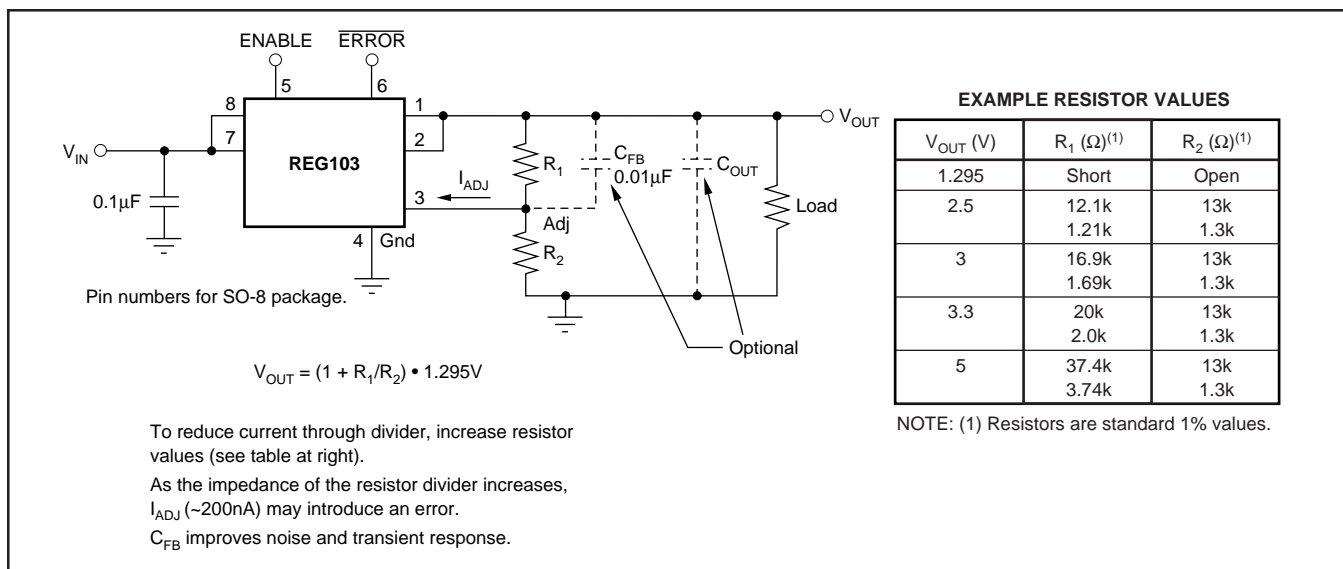 ENABLE
ERROR
5
6
8
7
1
2
3
4
V_IN
REG103
0.1μF
Gnd
I_ADJ
Adj
R_1
R_2
C_FB
0.01μF
C_OUT
Load
V_OUT
Optional
Pin numbers for SO-8 package.
V_OUT = (1 + R_1/R_2) • 1.295V
To reduce current through divider, increase resistor
values (see table at right).
As the impedance of the resistor divider increases,
I_ADJ (~200nA) may introduce an error.
C_FB improves noise and transient response.
EXAMPLE RESISTOR VALUES
V_OUT (V) R_1 (Ω)(1) R_2 (Ω)(1)
1.295 Short Open
2.5 12.1k 13k
1.21k 1.3k
3 16.9k 13k
1.69k 1.3k
3.3 20k 13k
2.0k 1.3k
5 37.4k 13k
3.74k 1.3k
NOTE: (1) Resistors are standard 1% values.